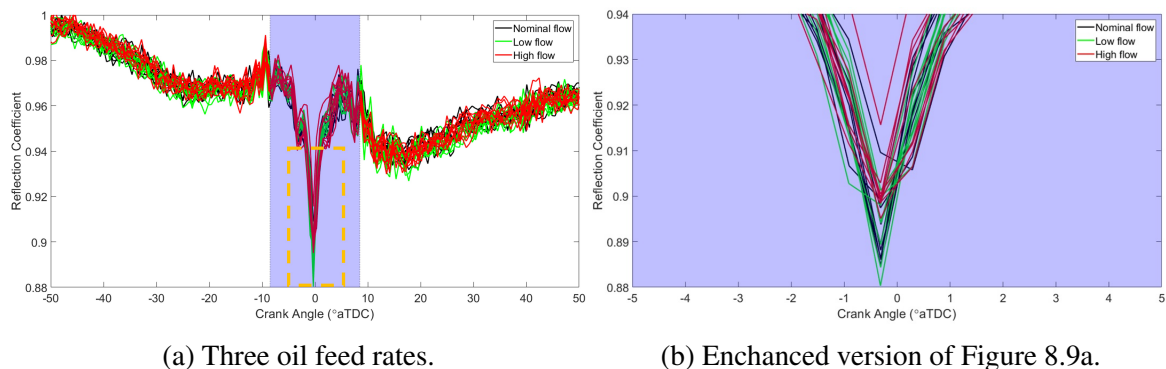 Reflection Coefficient
1
0.98
0.96
0.94
0.92
0.9
0.88
-50 -40 -30 -20 -10 0 10 20 30 40 50
Crank Angle (°aTDC)
Nominal flow
Low flow
High flow
(a) Three oil feed rates.
Reflection Coefficient
0.94
0.93
0.92
0.91
0.9
0.89
0.88
-5 -4 -3 -2 -1 0 1 2 3 4 5
Crank Angle (°aTDC)
Nominal flow
Low flow
High flow
(b) Enchanced version of Figure 8.9a.